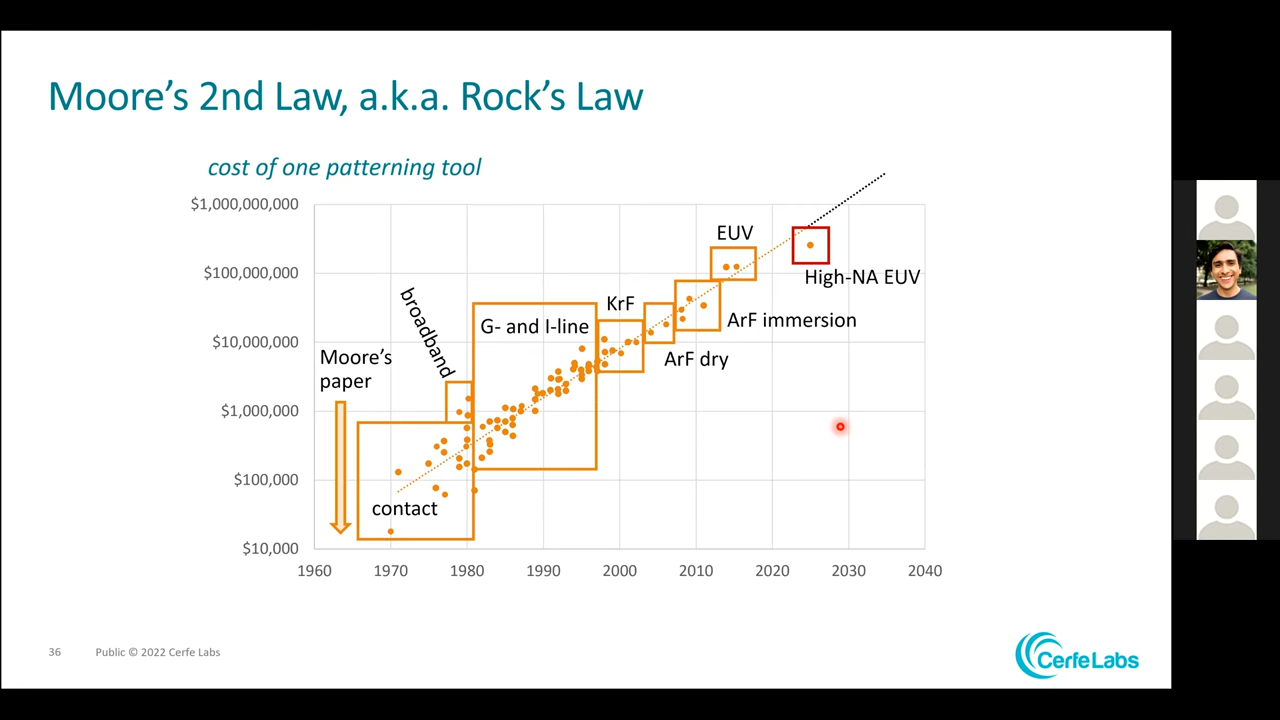 Moore's 2nd Law, a.k.a. Rock's Law
cost of one patterning tool
$1,000,000,000
$100,000,000
$10,000,000
$1,000,000
$100,000
$10,000
1960 1970 1980 1990 2000 2010 2020 2030 2040
Moore's
paper
contact
broadband
G- and I-line
KrF
ArF dry
ArF immersion
EUV
High-NA EUV
36 Public © 2022 Cerfe Labs
Cerfe Labs